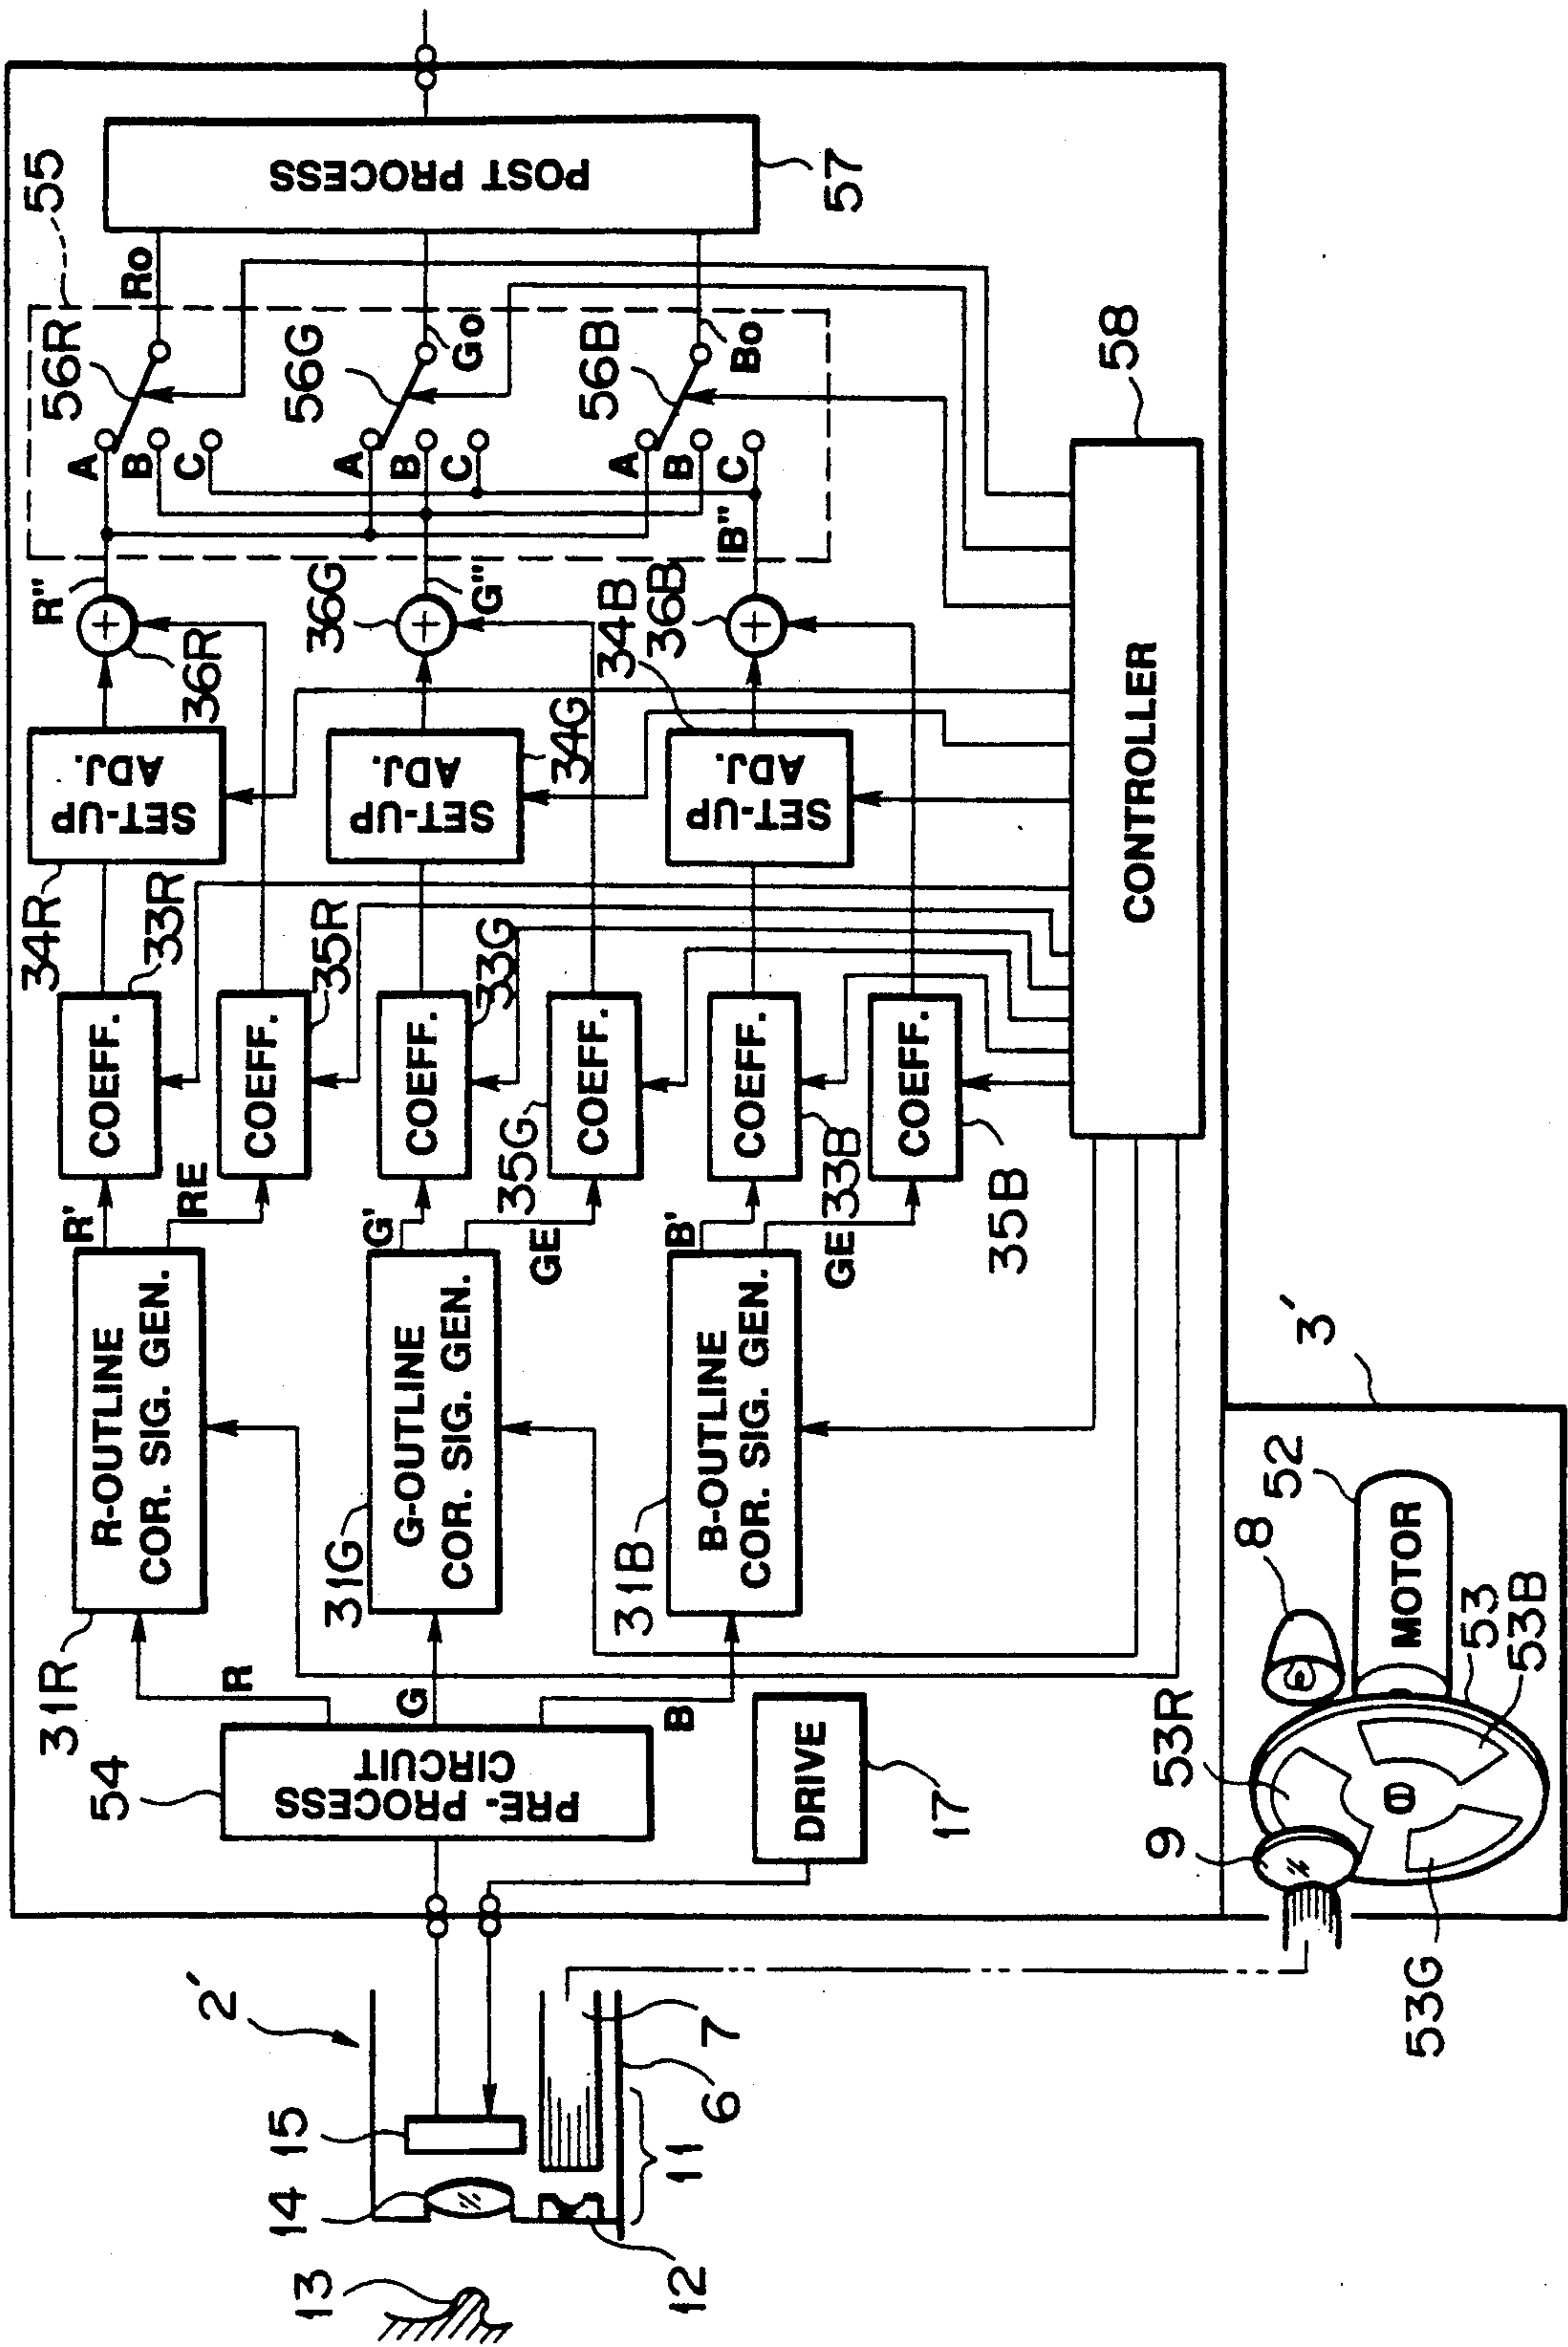 2'
13
14
15
12
11
6
7
54
PRE-PROCESS
CIRCUIT
R
G
B
DRIVE
17
31R
R-OUTLINE
COR. SIG. GEN.
31G
G-OUTLINE
COR. SIG. GEN.
31B
B-OUTLINE
COR. SIG. GEN.
R'
RE
G'
GE
B'
GE
COEFF.
33R
COEFF.
35R
COEFF.
33G
COEFF.
35G
COEFF.
33B
COEFF.
35B
34R
SET-UP
ADJ.
SET-UP
ADJ.
34G
SET-UP
ADJ.
34B
36R
R"
36G
G"
36B
B"
55
56R
A
B
C
56G
A
B
C
56B
A
B
C
Ro
Go
Bo
POST PROCESS
57
CONTROLLER
58
3'
8
52
MOTOR
53
53B
53R
9
53G